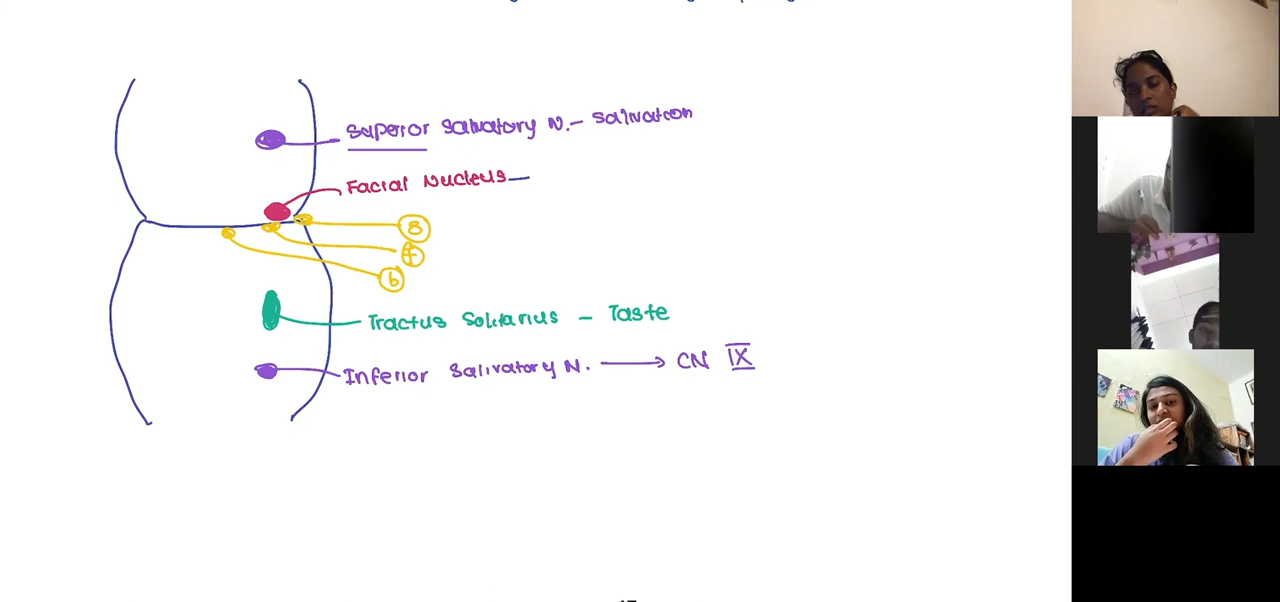 Superior Salivatory N. - Salivation
Facial Nucleus -
8
7
6
Tractus Solitarius - Taste
Inferior Salivatory N. → CN IX